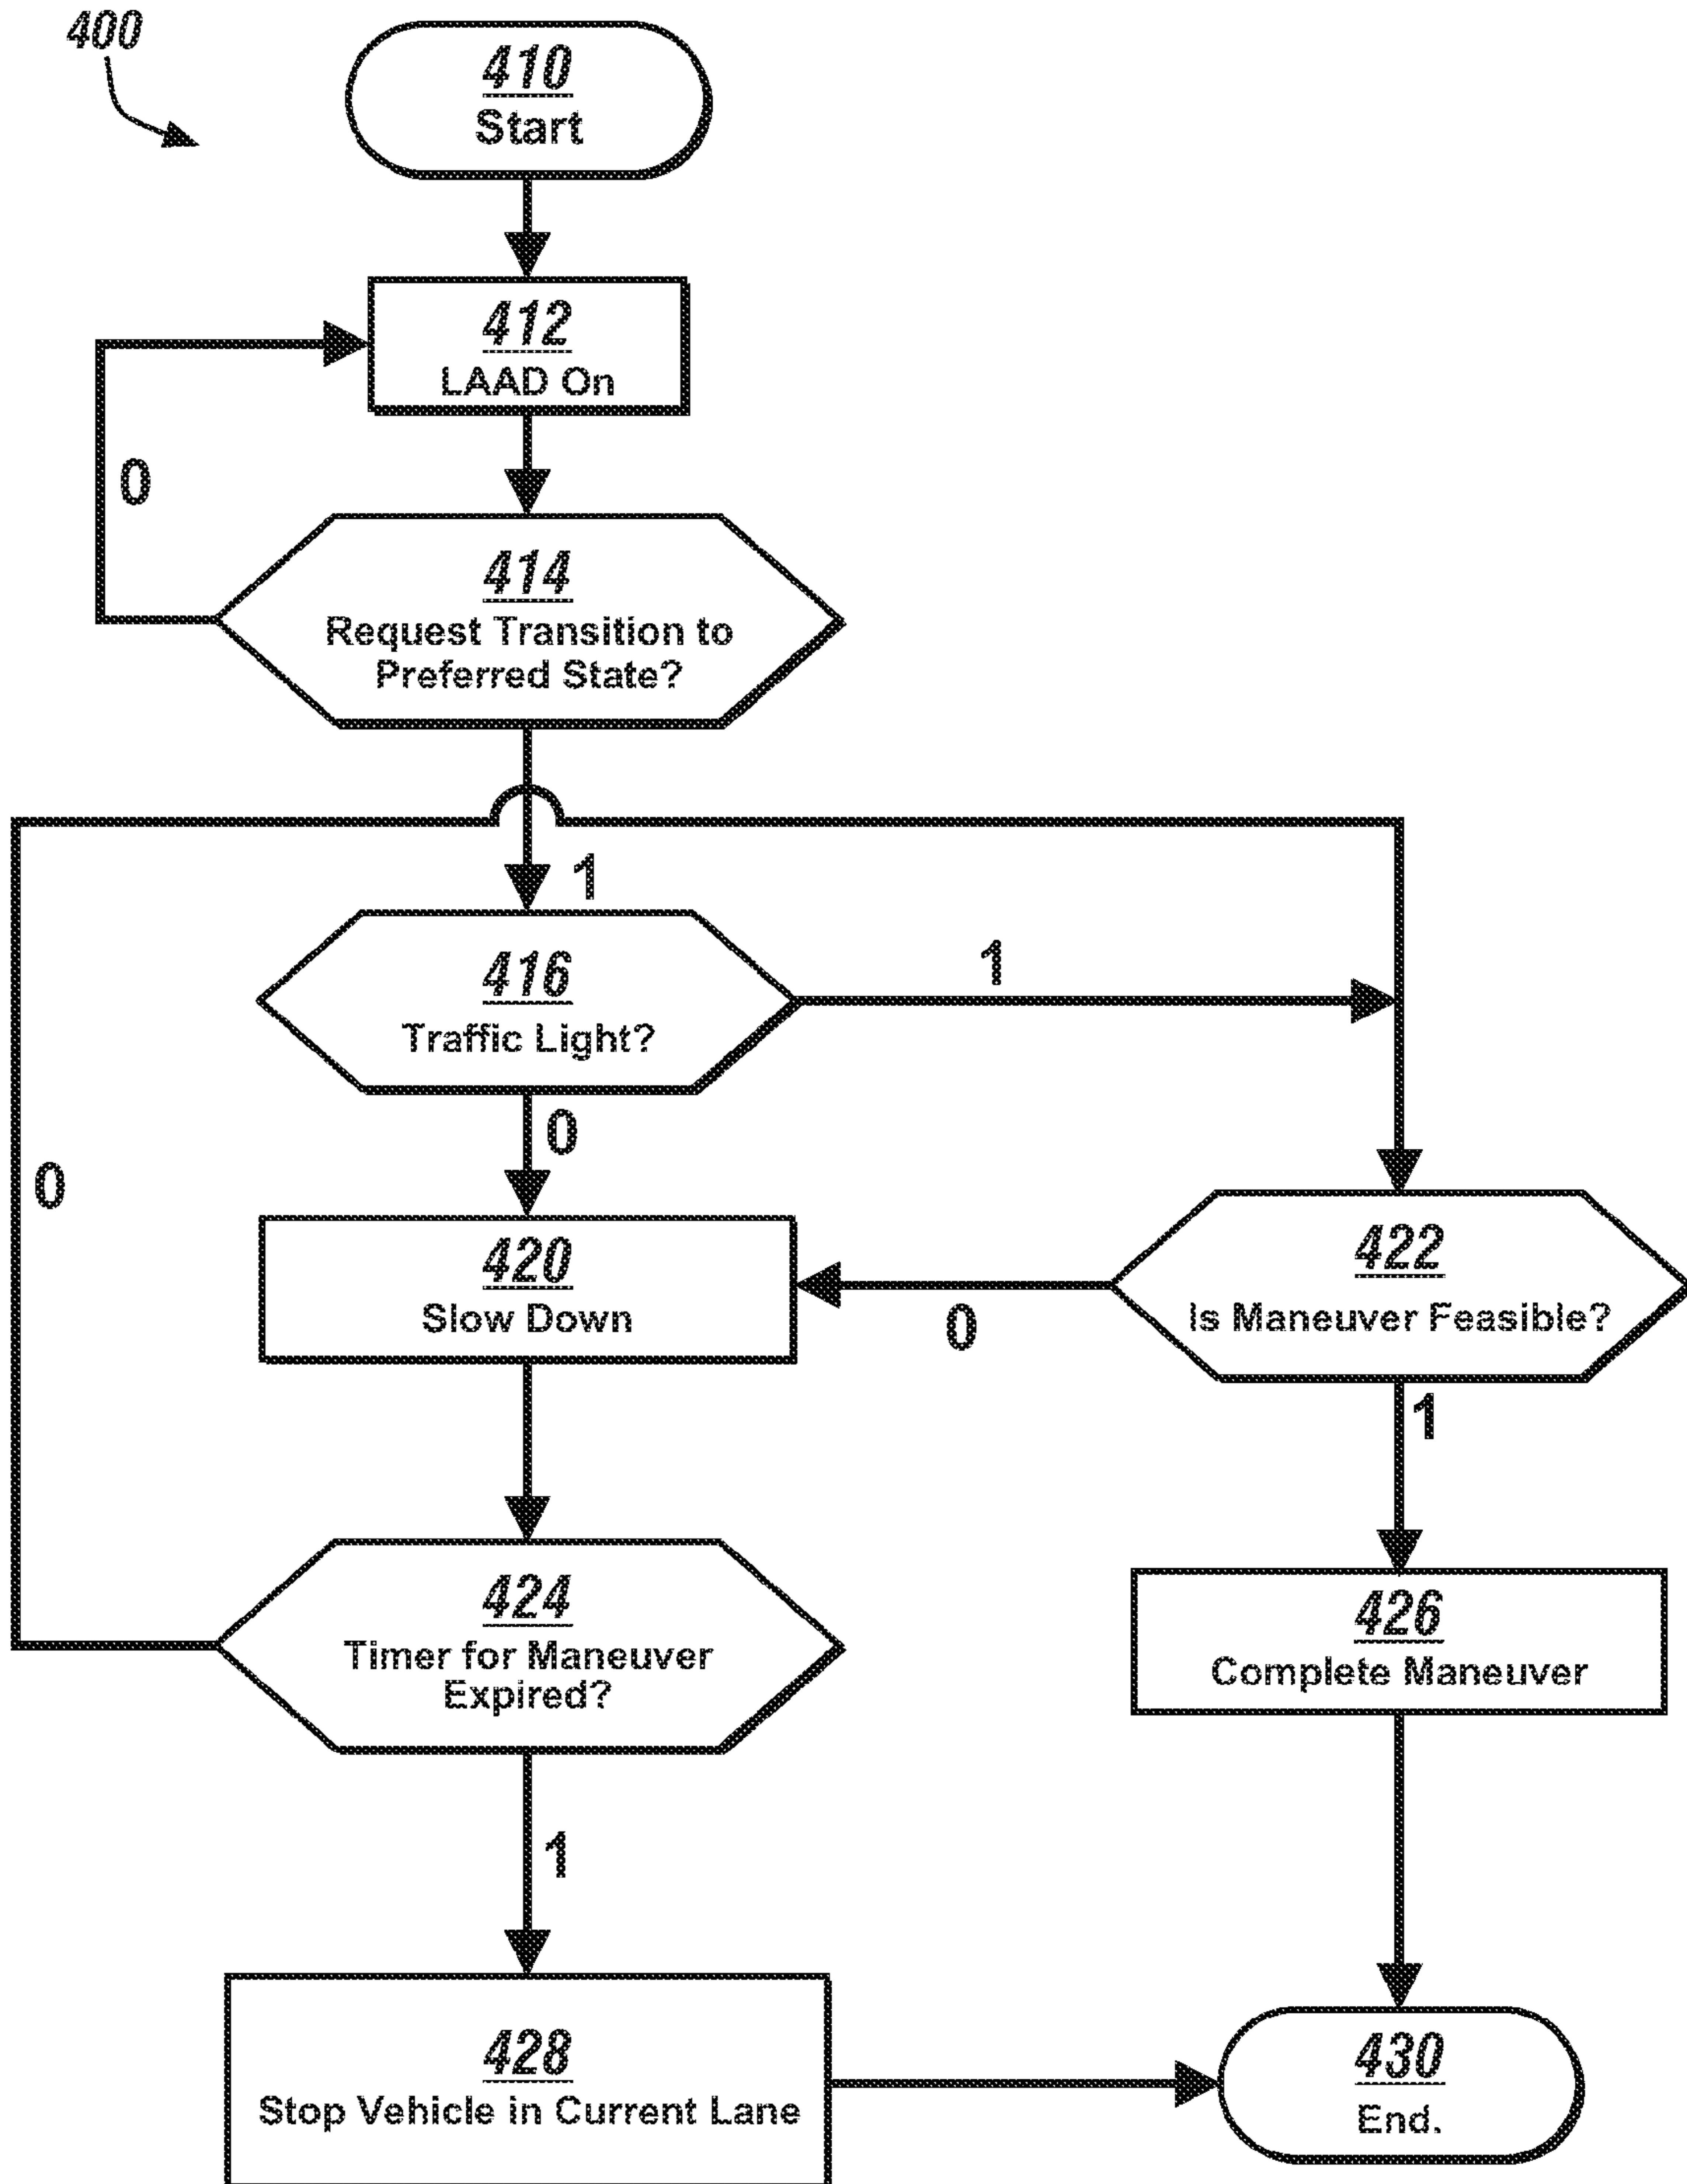 400
410
Start
412
LAAD On
0
414
Request Transition to
Preferred State?
1
416
Traffic Light?
1
0
0
420
Slow Down
422
Is Maneuver Feasible?
0
1
424
Timer for Maneuver
Expired?
426
Complete Maneuver
1
428
Stop Vehicle in Current Lane
430
End.